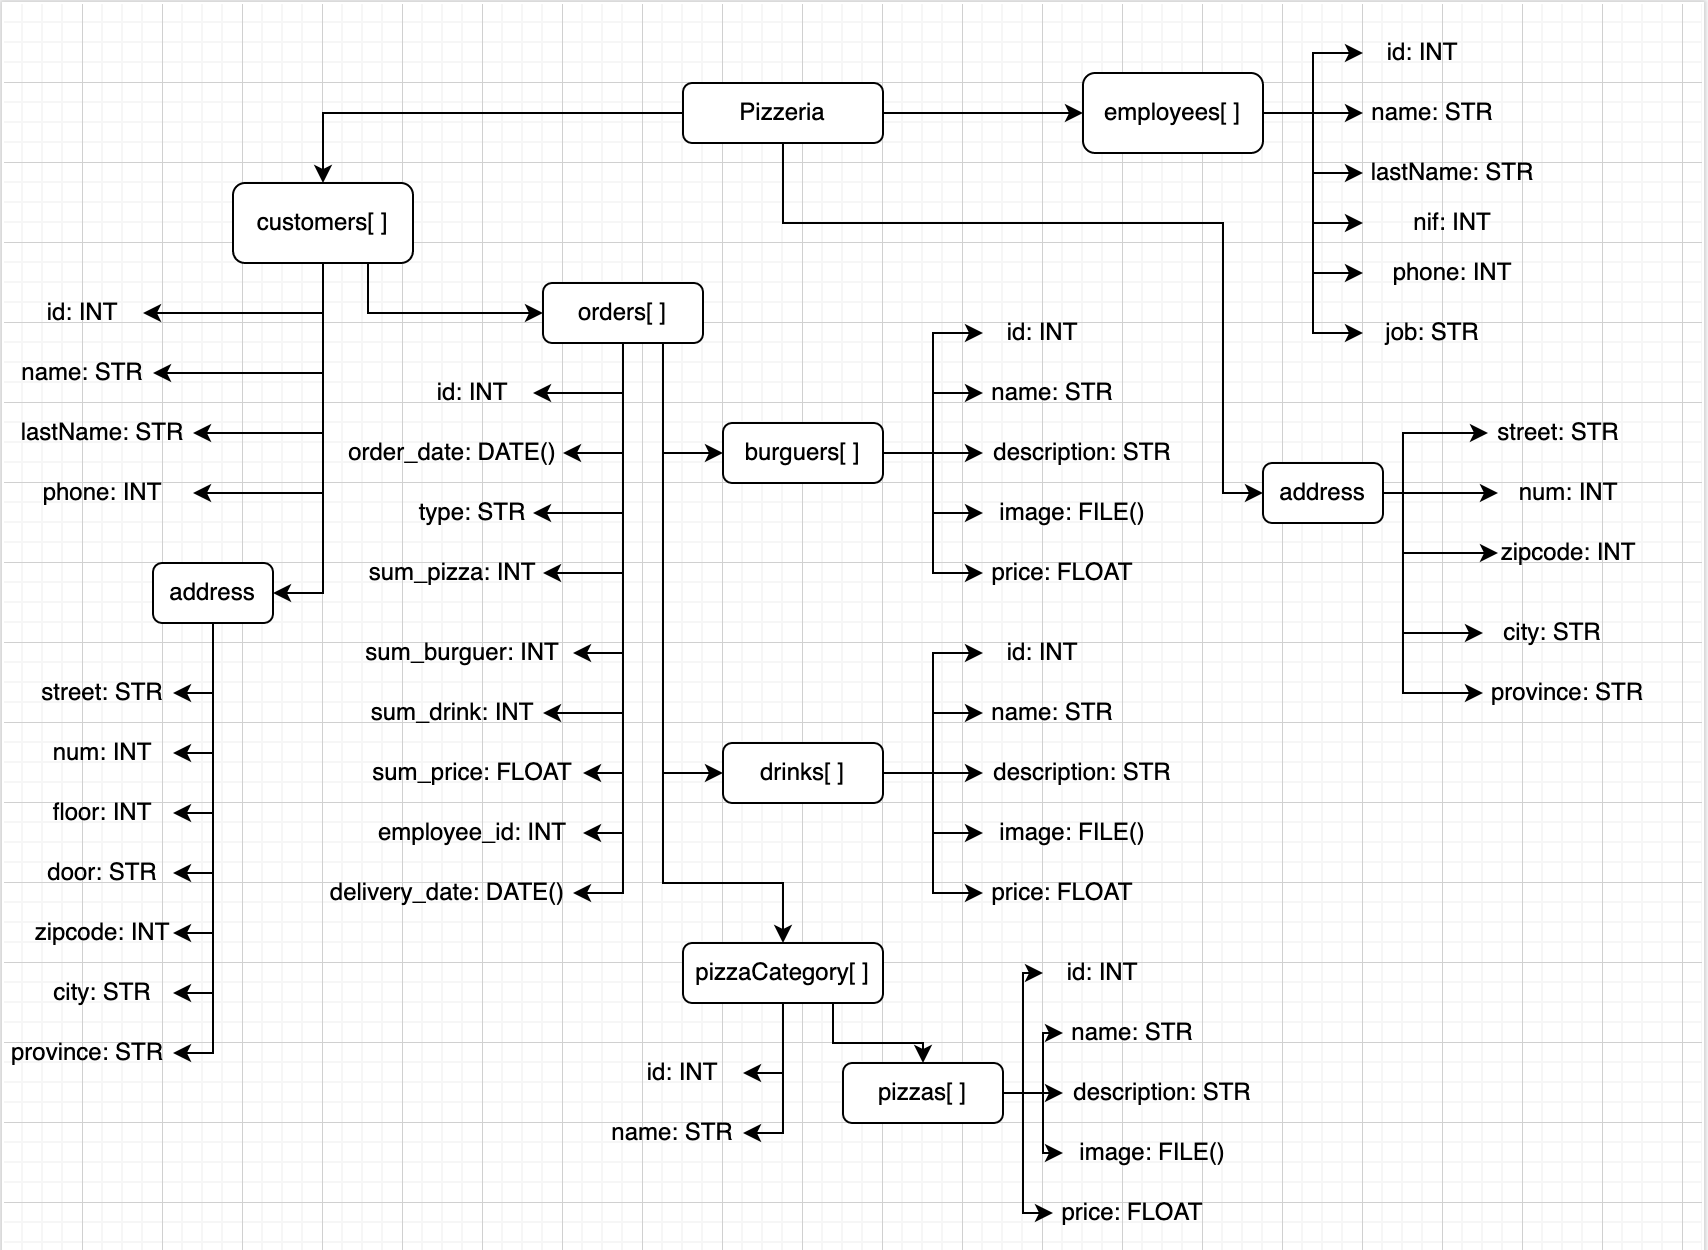 Pizzeria
employees[ ]
id: INT
name: STR
lastName: STR
nif: INT
phone: INT
job: STR
customers[ ]
id: INT
name: STR
lastName: STR
phone: INT
address
street: STR
num: INT
floor: INT
door: STR
zipcode: INT
city: STR
province: STR
orders[ ]
id: INT
order_date: DATE()
type: STR
sum_pizza: INT
sum_burguer: INT
sum_drink: INT
sum_price: FLOAT
employee_id: INT
delivery_date: DATE()
burguers[ ]
id: INT
name: STR
description: STR
image: FILE()
price: FLOAT
drinks[ ]
id: INT
name: STR
description: STR
image: FILE()
price: FLOAT
pizzaCategory[ ]
id: INT
name: STR
pizzas[ ]
id: INT
name: STR
description: STR
image: FILE()
price: FLOAT
address
street: STR
num: INT
zipcode: INT
city: STR
province: STR